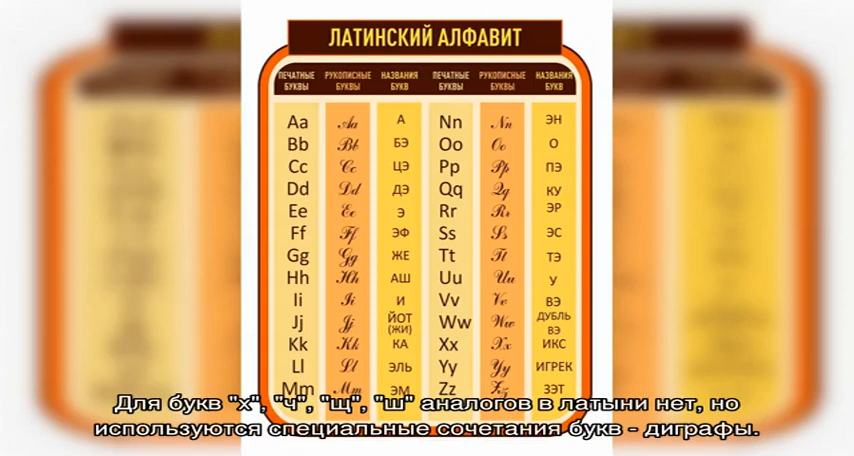 ЛАТИНСКИЙ АЛФАВИТ
ПЕЧАТНЫЕ БУКВЫ РУКОПИСНЫЕ БУКВЫ НАЗВАНИЯ БУКВ ПЕЧАТНЫЕ БУКВЫ РУКОПИСНЫЕ БУКВЫ НАЗВАНИЯ БУКВ
Aa Aa А Nn Nn ЭН
Bb Bb БЭ Oo Oo О
Cc Cc ЦЭ Pp Pp ПЭ
Dd Dd ДЭ Qq Qq КУ
Ee Ee Э Rr Rr ЭР
Ff Ff ЭФ Ss Ss ЭС
Gg Gg ЖЕ Tt Tt ТЭ
Hh Hh АШ Uu Uu У
Ii Ii И Vv Vv ВЭ
Jj Jj ЙОТ (ЖИ) Ww Ww ДУБЛЬ ВЭ
Kk Kk КА Xx Xx ИКС
Ll Ll ЭЛЬ Yy Yy ИГРЕК
Mm Mm ЭМ Zz Zz ЗЭТ
Для букв "х", "ч", "щ", "ш" аналогов в латыни нет, но
используются специальные сочетания букв - диграфы.